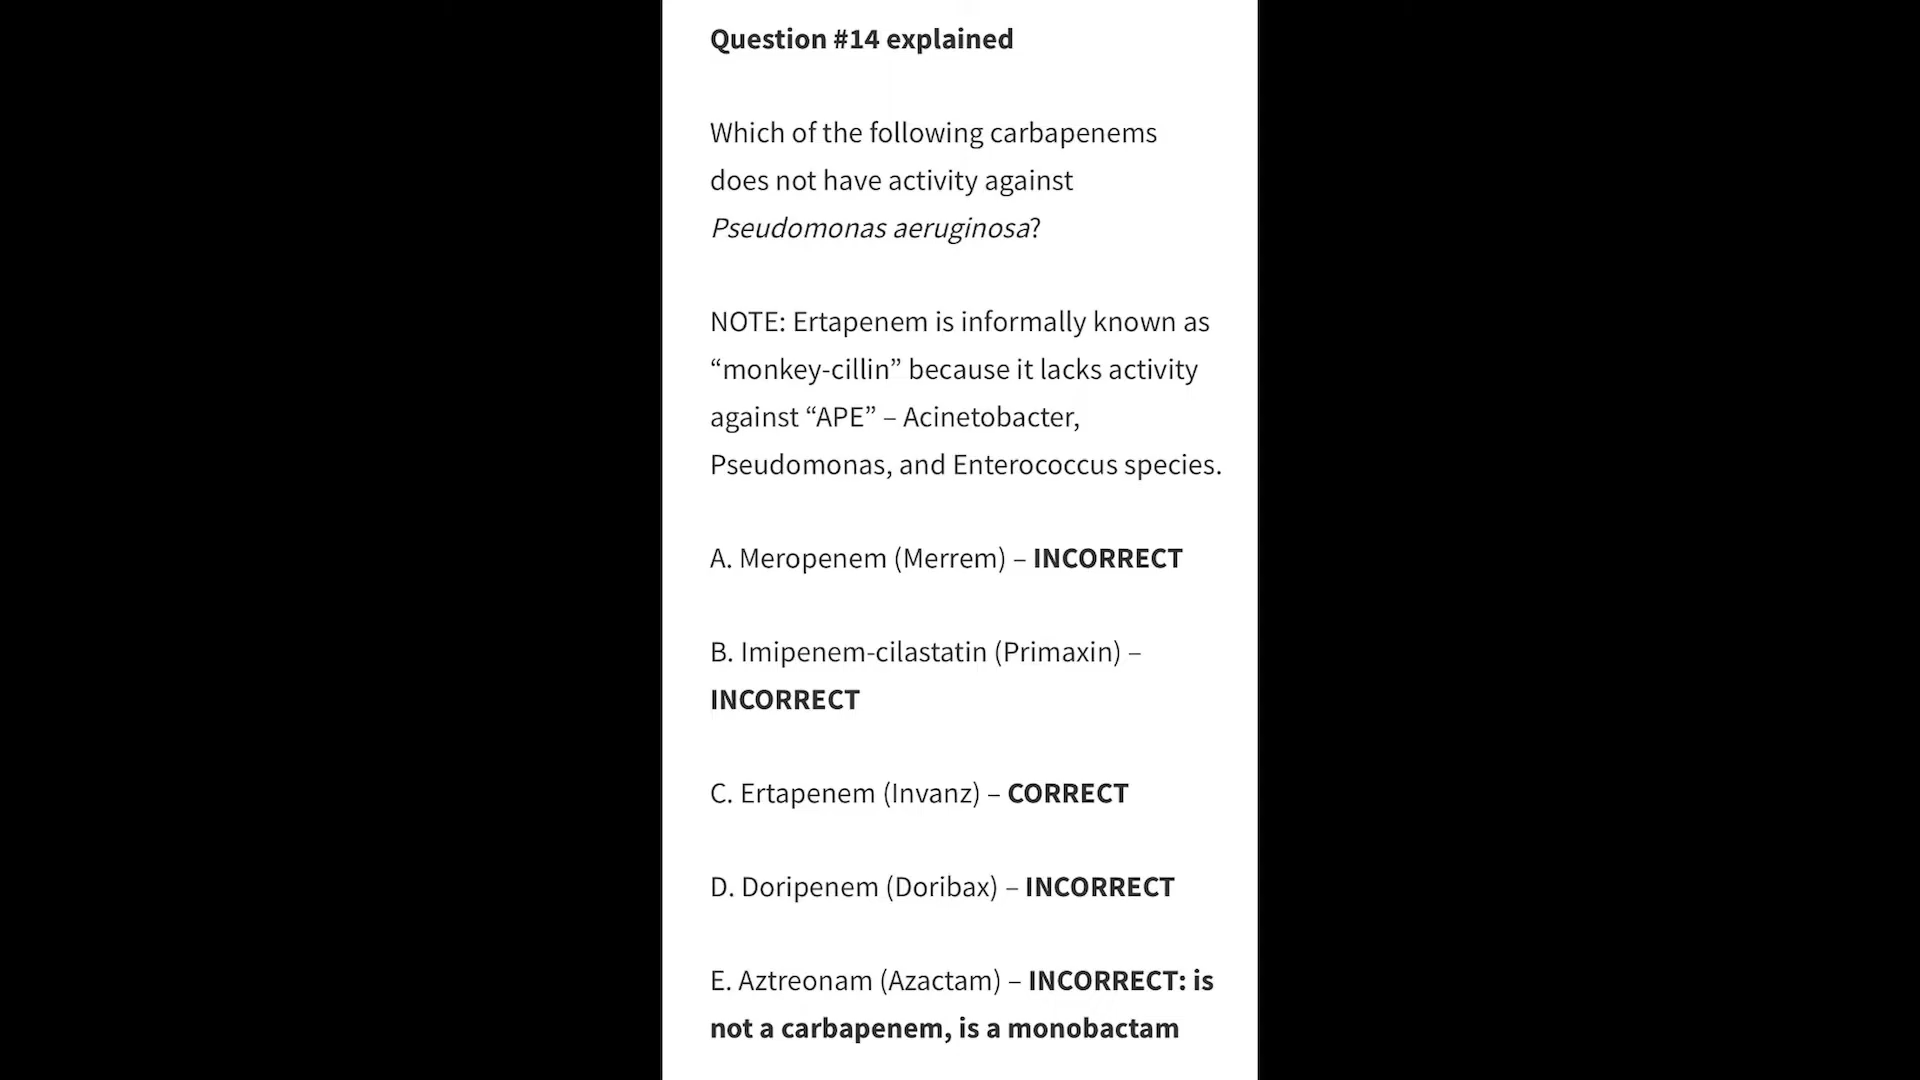 Question #14 explained
Which of the following carbapenems
does not have activity against
Pseudomonas aeruginosa?
NOTE: Ertapenem is informally known as
“monkey-cillin” because it lacks activity
against “APE” – Acinetobacter,
Pseudomonas, and Enterococcus species.
A. Meropenem (Merrem) – INCORRECT
B. Imipenem-cilastatin (Primaxin) –
INCORRECT
C. Ertapenem (Invanz) – CORRECT
D. Doripenem (Doribax) – INCORRECT
E. Aztreonam (Azactam) – INCORRECT: is
not a carbapenem, is a monobactam